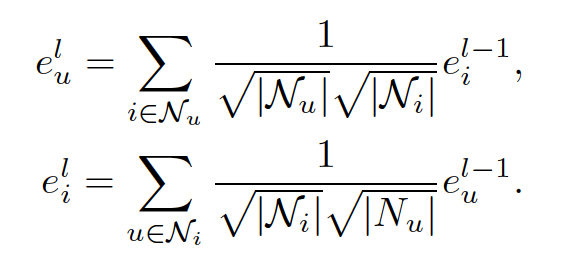 $e_u^l = \sum_{i \in \mathcal{N}_u} \frac{1}{\sqrt{|\mathcal{N}_u|}\sqrt{|\mathcal{N}_i|}} e_i^{l-1},$
$e_i^l = \sum_{u \in \mathcal{N}_i} \frac{1}{\sqrt{|\mathcal{N}_i|}\sqrt{|N_u|}} e_u^{l-1}.$